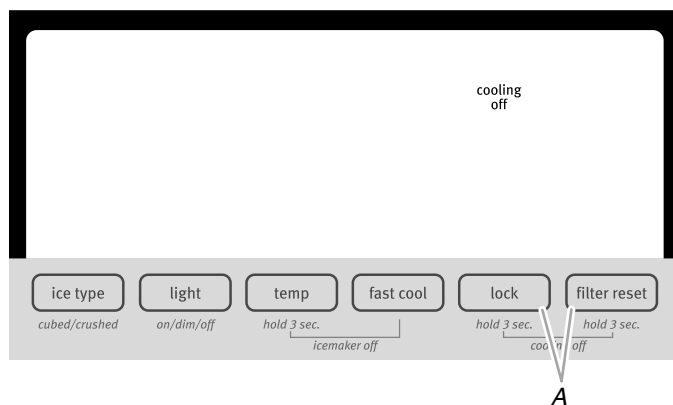 cooling
off
ice type
light
temp
fast cool
lock
filter reset
cubed/crushed
on/dim/off
hold 3 sec.
hold 3 sec.
hold 3 sec.
icemaker off
cooling off
A